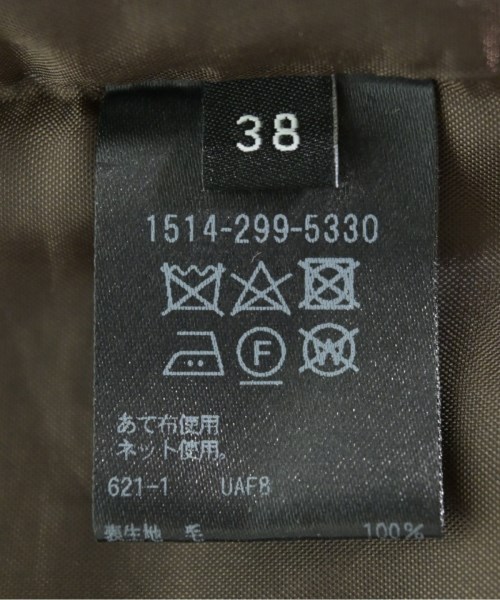 38
1514-299-5330
F
W
あて布使用
ネット使用。
621-1 UAF8
表生地 毛 100%